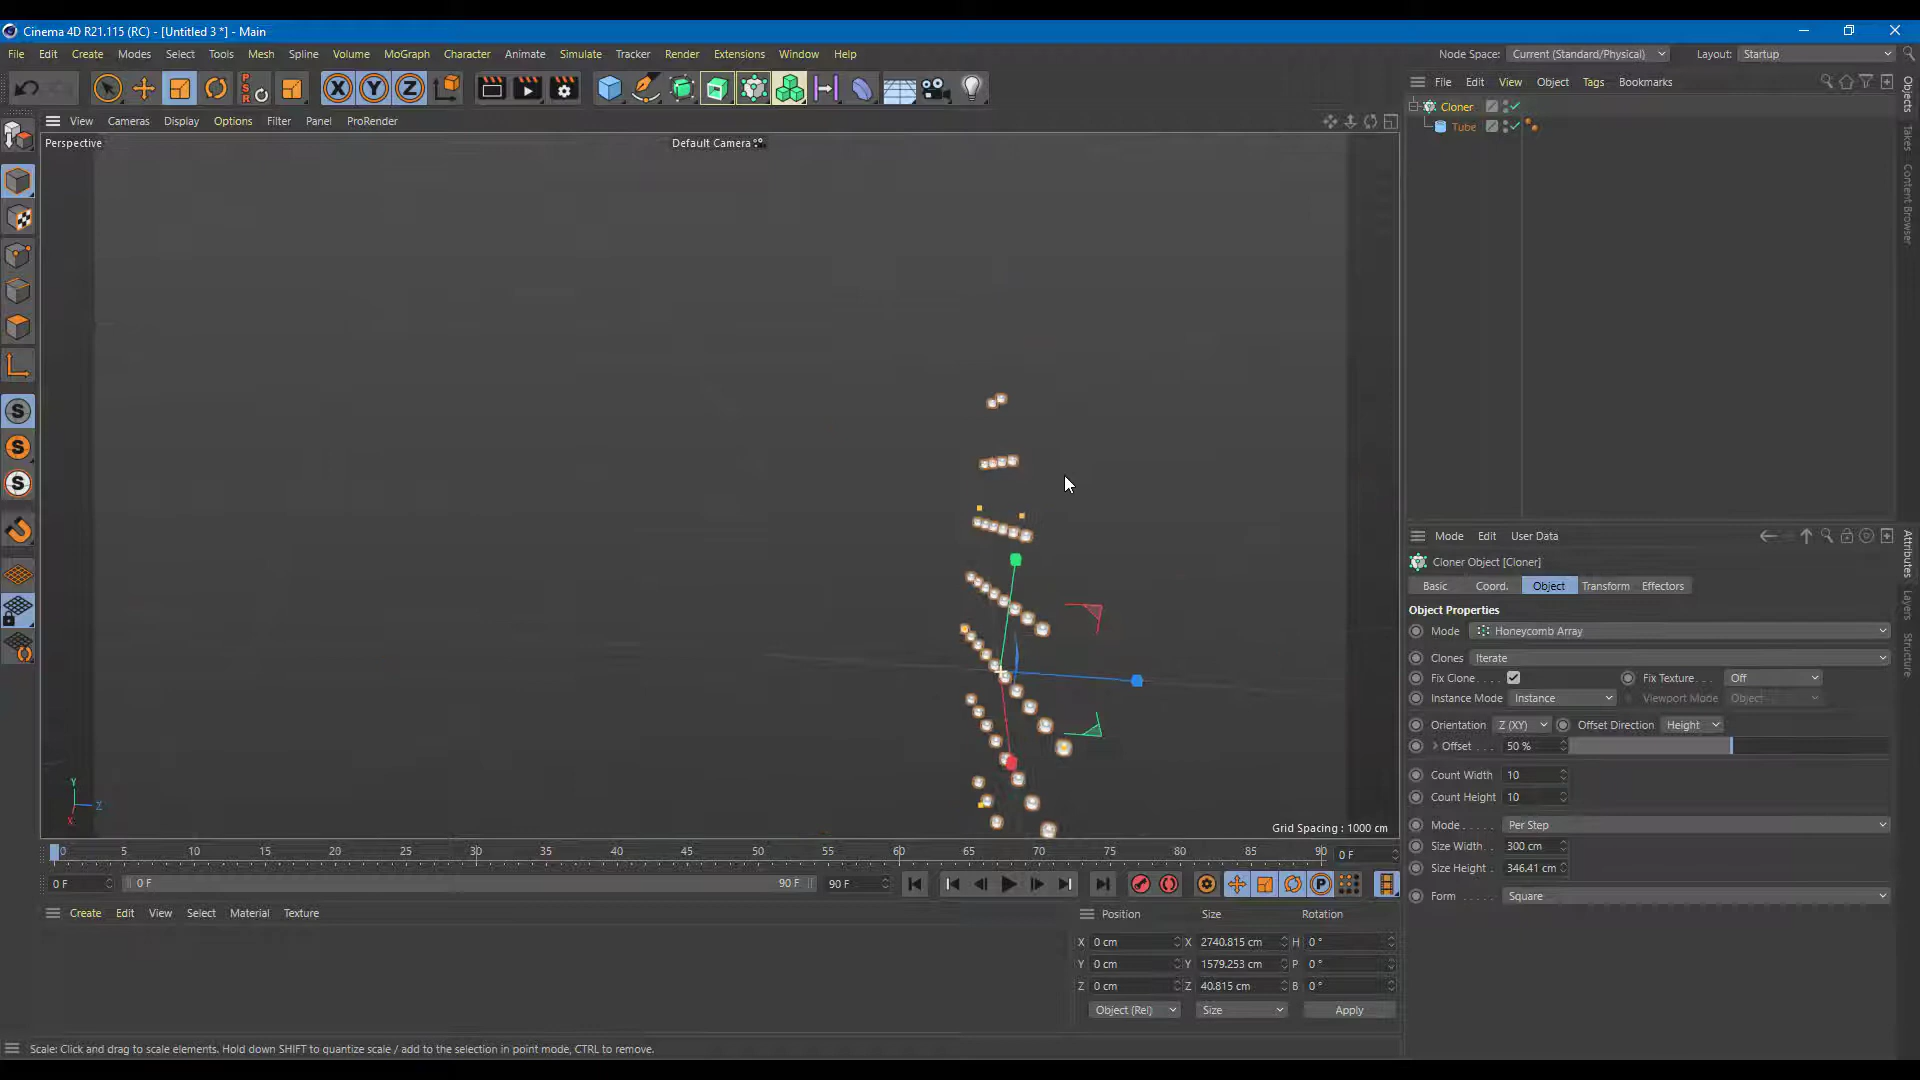 Cinema 4D R21.115 (RC) - [Untitled 3 *] - Main
File Edit Create Modes Select Tools Mesh Spline Volume MoGraph Character Animate Simulate Tracker Render Extensions Window Help
Node Space: Current (Standard/Physical) Layout: Startup
File Edit View Object Tags Bookmarks
View Cameras Display Options Filter Panel ProRender
Cloner
Tube
Objects
Takes
Content Browser
Perspective
Default Camera
Y
Z
X
Grid Spacing : 1000 cm
Mode Edit User Data
Cloner Object [Cloner]
Basic Coord. Object Transform Effectors
Object Properties
Mode Honeycomb Array
Clones Iterate
Fix Clone Fix Texture Off
Instance Mode Instance Viewport Mode Object
Orientation Z (XY) Offset Direction Height
Offset 50 %
Count Width 10
Count Height 10
Mode Per Step
Size Width 300 cm
Size Height 346.41 cm
Form Square
Attributes
Layers
Structure
0 5 10 15 20 25 30 35 40 45 50 55 60 65 70 75 80 85 90 0 F
0 F 0 F 90 F 90 F
Create Edit View Select Material Texture
Position Size Rotation
X 0 cm X 2740.815 cm H 0 °
Y 0 cm Y 1579.253 cm P 0 °
Z 0 cm Z 40.815 cm B 0 °
Object (Rel) Size Apply
Scale: Click and drag to scale elements. Hold down SHIFT to quantize scale / add to the selection in point mode, CTRL to remove.